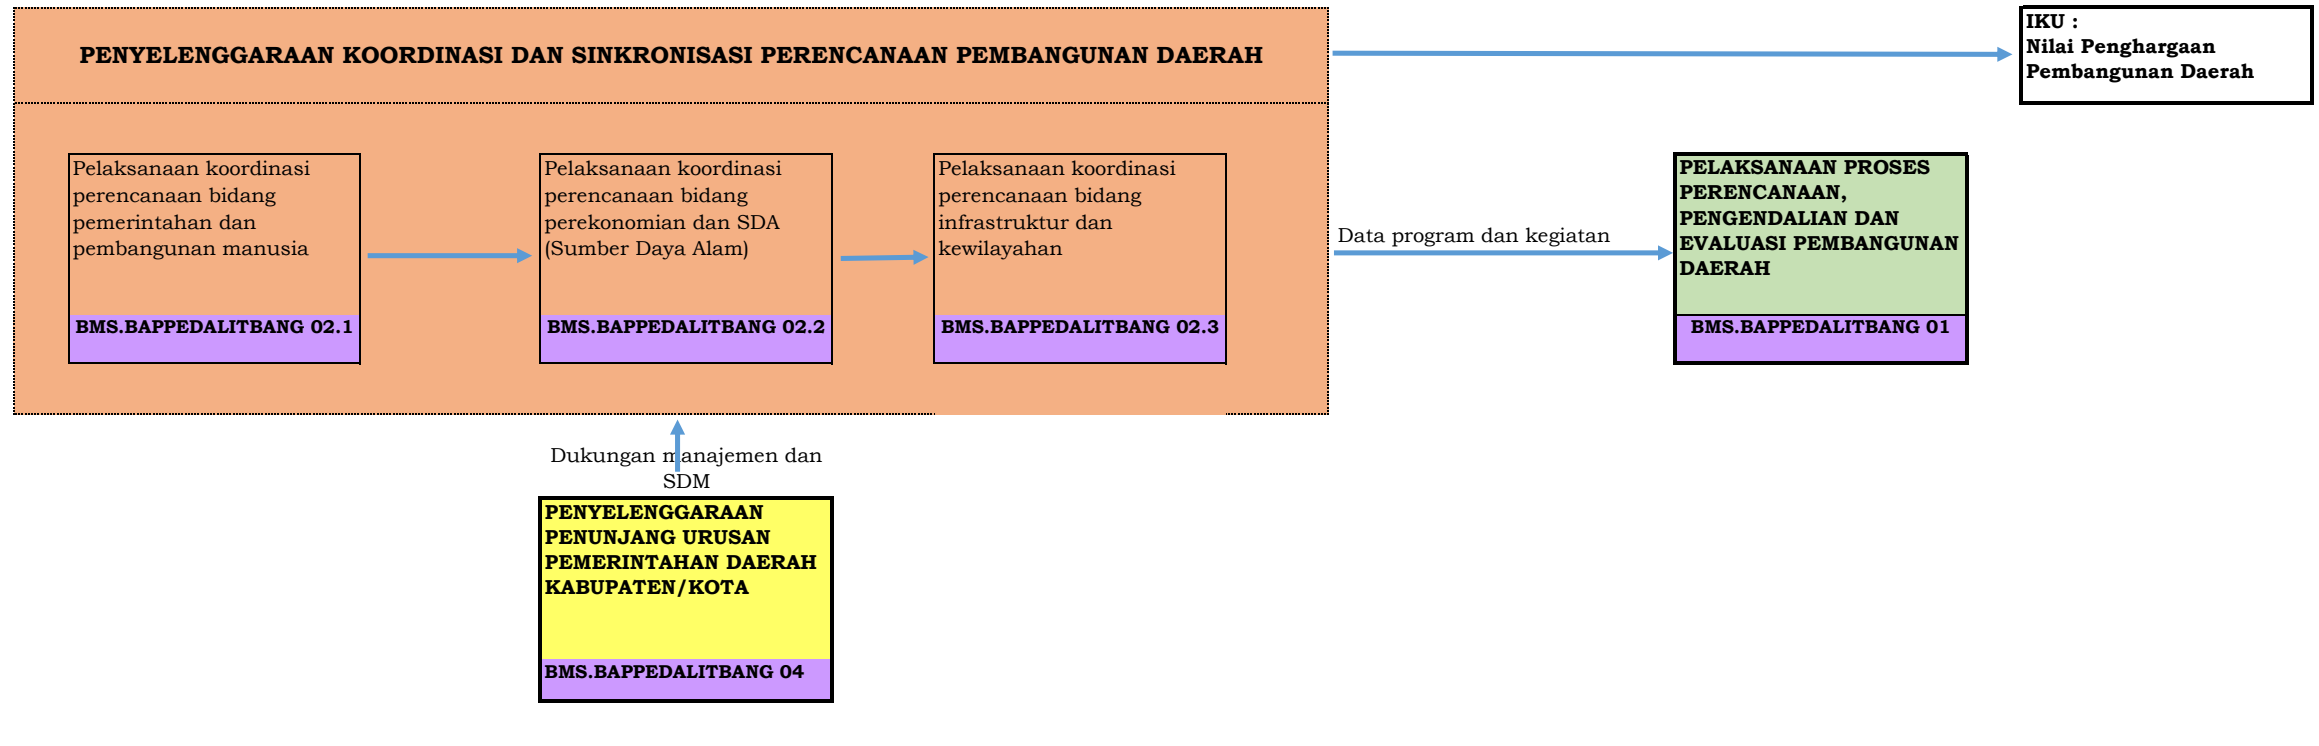 PENYELENGGARAAN KOORDINASI DAN SINKRONISASI PERENCANAAN PEMBANGUNAN DAERAH
IKU :
Nilai Penghargaan
Pembangunan Daerah
Pelaksanaan koordinasi
perencanaan bidang
pemerintahan dan
pembangunan manusia
BMS.BAPPEDALITBANG 02.1
Pelaksanaan koordinasi
perencanaan bidang
perekonomian dan SDA
(Sumber Daya Alam)
BMS.BAPPEDALITBANG 02.2
Pelaksanaan koordinasi
perencanaan bidang
infrastruktur dan
kewilayahan
BMS.BAPPEDALITBANG 02.3
Data program dan kegiatan
PELAKSANAAN PROSES
PERENCANAAN,
PENGENDALIAN DAN
EVALUASI PEMBANGUNAN
DAERAH
BMS.BAPPEDALITBANG 01
Dukungan manajemen dan
SDM
PENYELENGGARAAN
PENUNJANG URUSAN
PEMERINTAHAN DAERAH
KABUPATEN/KOTA
BMS.BAPPEDALITBANG 04